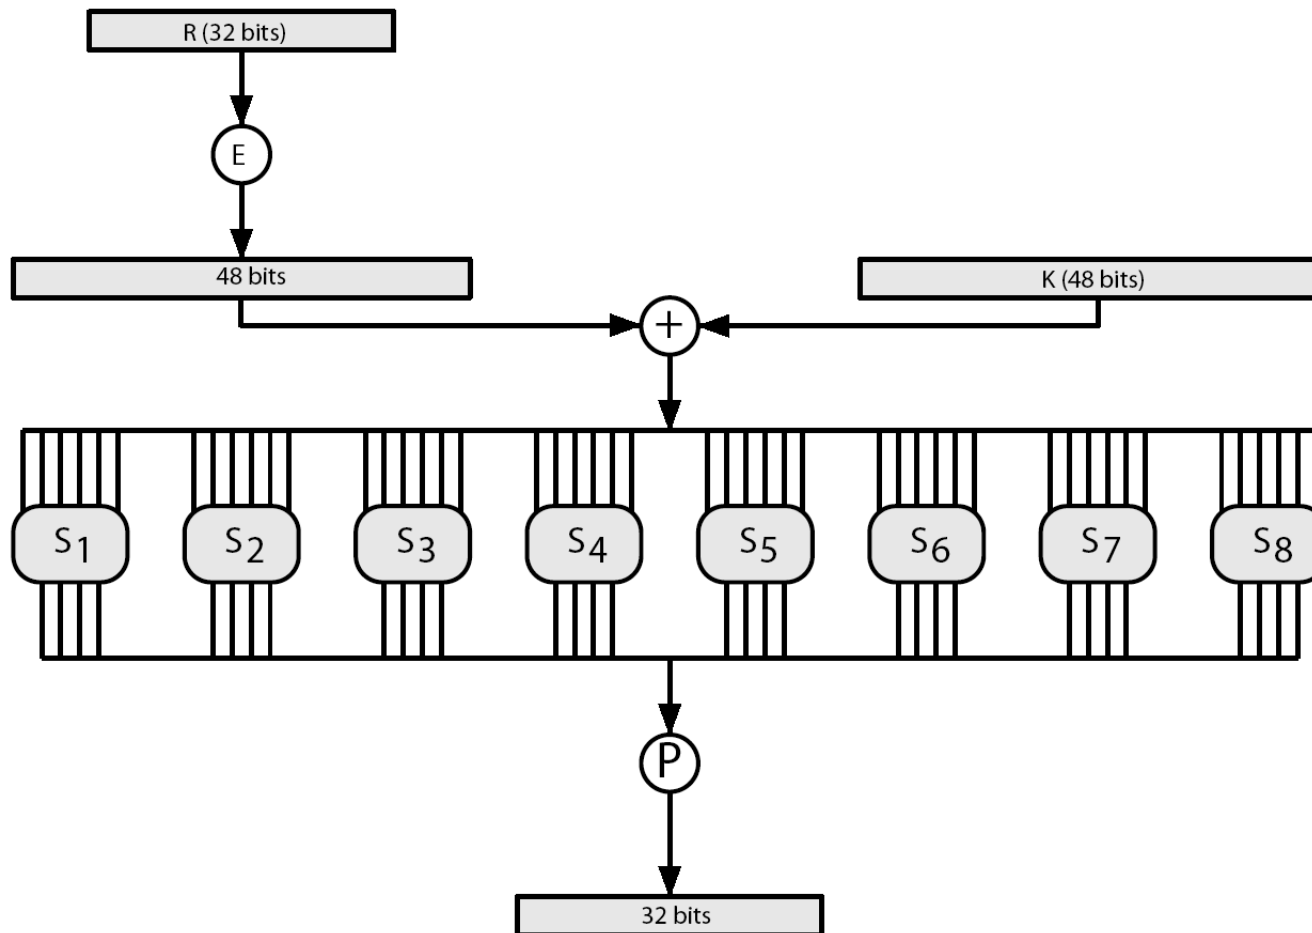 R (32 bits)
E
48 bits
K (48 bits)
+
S1 S2 S3 S4 S5 S6 S7 S8
P
32 bits